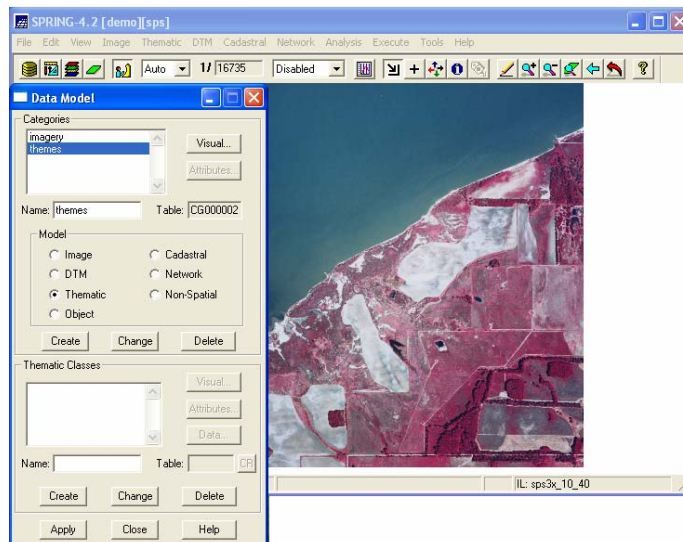 SPRING-4.2 [demo][sps]
File Edit View Image Thematic DTM Cadastral Network Analysis Execute Tools Help
Auto 1/ 16735 Disabled
Data Model
Categories
imagery
themes
Visual...
Attributes...
Name: themes Table: CG000002
Model
Image Cadastral
DTM Network
Thematic Non-Spatial
Object
Create Change Delete
Thematic Classes
Visual...
Attributes...
Data...
Name: Table: CR
Create Change Delete
Apply Close Help
IL: sps3x_10_40